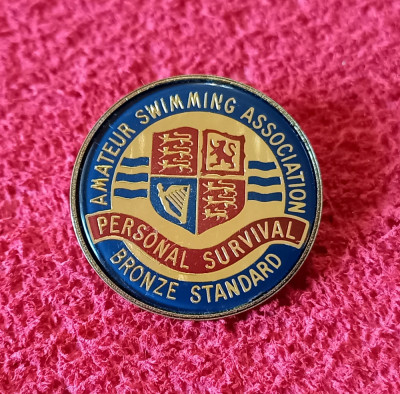 AMATEUR SWIMMING ASSOCIATION
PERSONAL SURVIVAL
BRONZE STANDARD